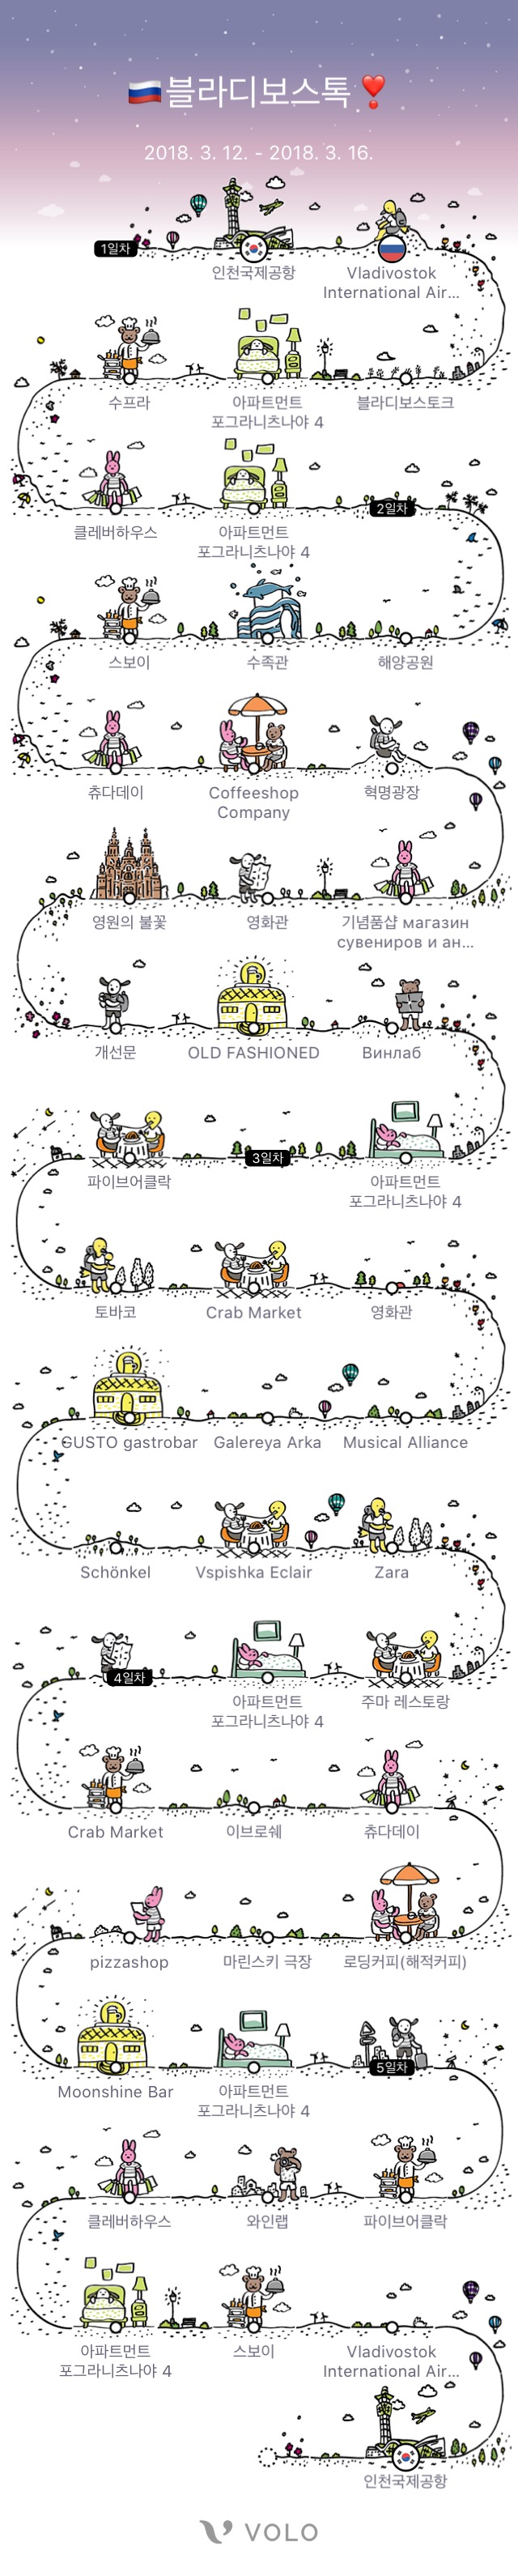 블라디보스톡
2018. 3. 12. - 2018. 3. 16.
1일차
인천국제공항
Vladivostok
International Air...
수프라
아파트먼트
포그라니츠나야 4
블라디보스토크
클레버하우스
아파트먼트
포그라니츠나야 4
2일차
스보이
수족관
해양공원
츄다데이
Coffeeshop
Company
혁명광장
영원의 불꽃
영화관
기념품샵 магазин
сувениров и ан...
개선문
OLD FASHIONED
Винлаб
파이브어클락
3일차
아파트먼트
포그라니츠나야 4
토바코
Crab Market
영화관
GUSTO gastrobar
Galereya Arka
Musical Alliance
Schönkel
Vspishka Eclair
Zara
4일차
아파트먼트
포그라니츠나야 4
주마 레스토랑
Crab Market
이브로쉐
츄다데이
pizzashop
마린스키 극장
로딩커피(해적커피)
Moonshine Bar
아파트먼트
포그라니츠나야 4
5일차
클레버하우스
와인랩
파이브어클락
아파트먼트
포그라니츠나야 4
스보이
Vladivostok
International Air...
인천국제공항
VOLO